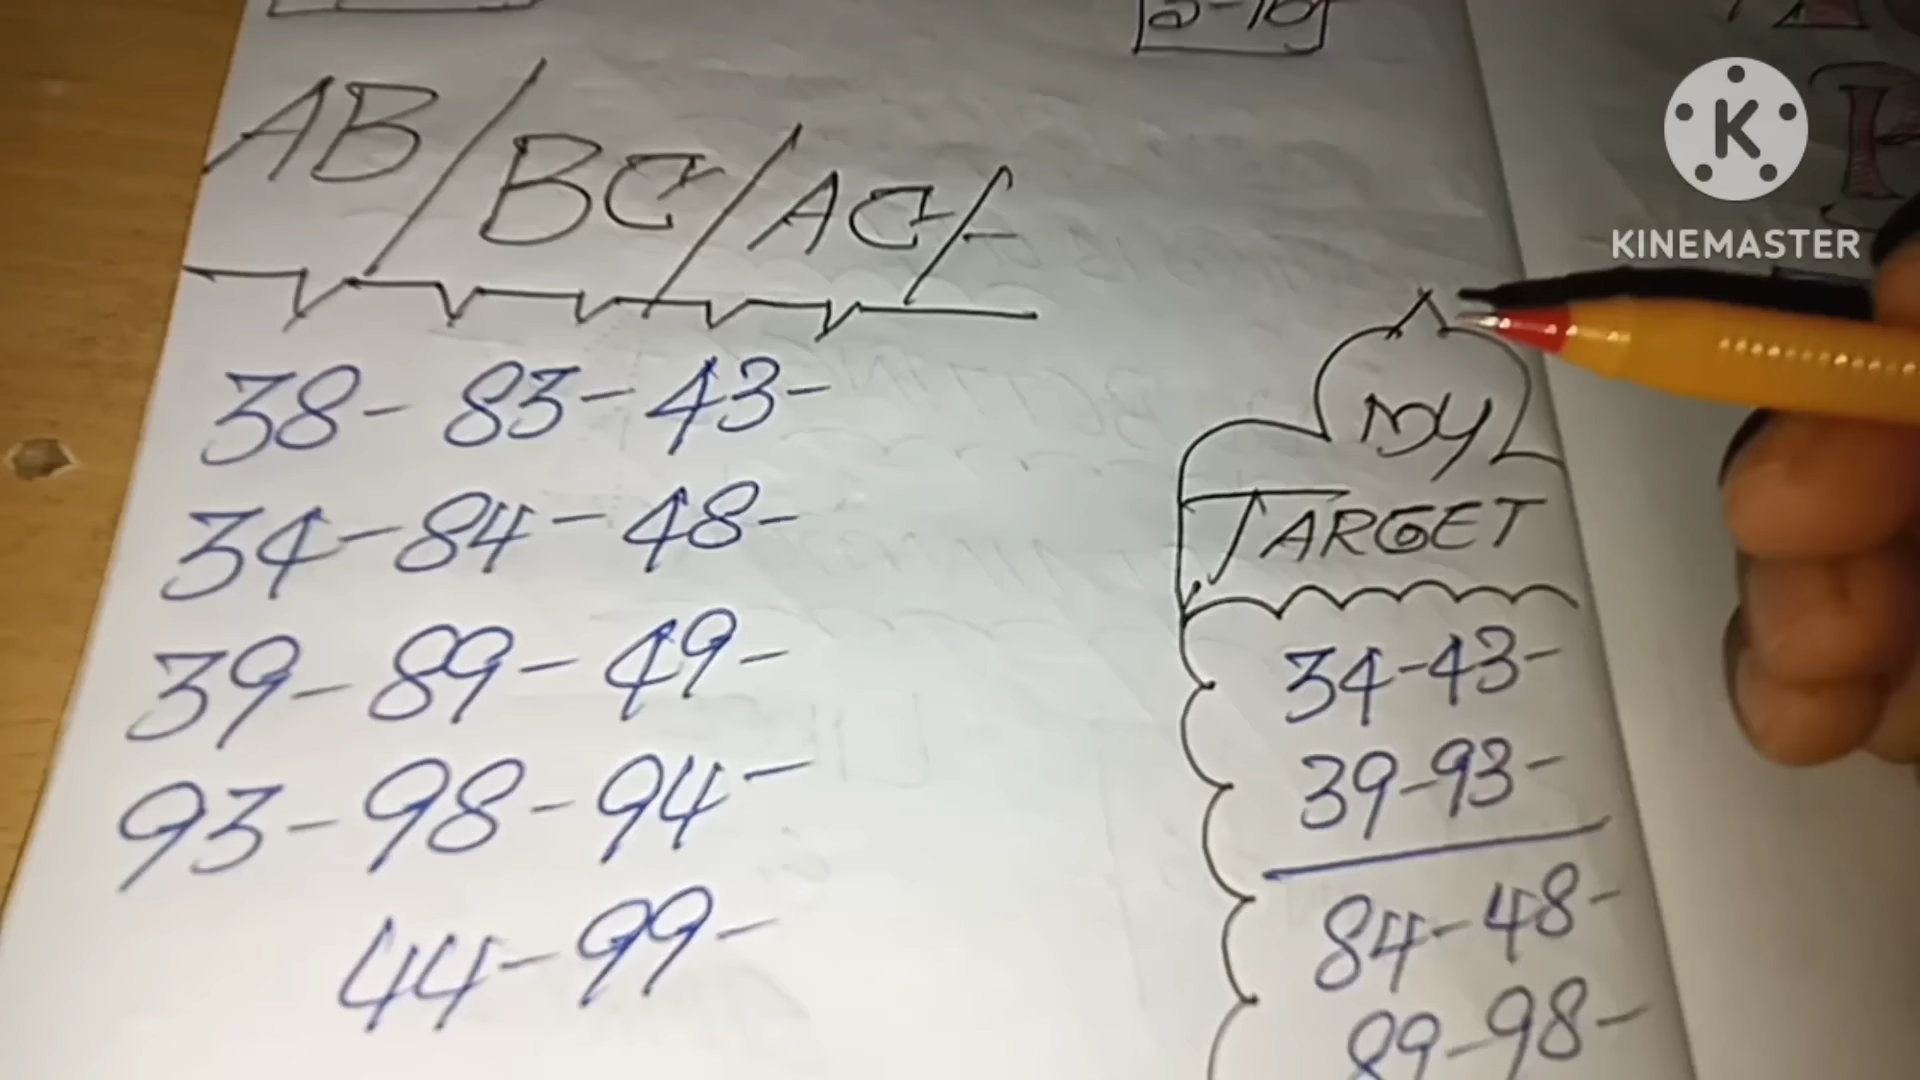 AB/BC/AC/-
38-83-43-
34-84-48-
39-89-49-
93-98-94-
44-99-
MY
TARGET
34-43-
39-93-
84-48-
89-98-
K
KINEMASTER